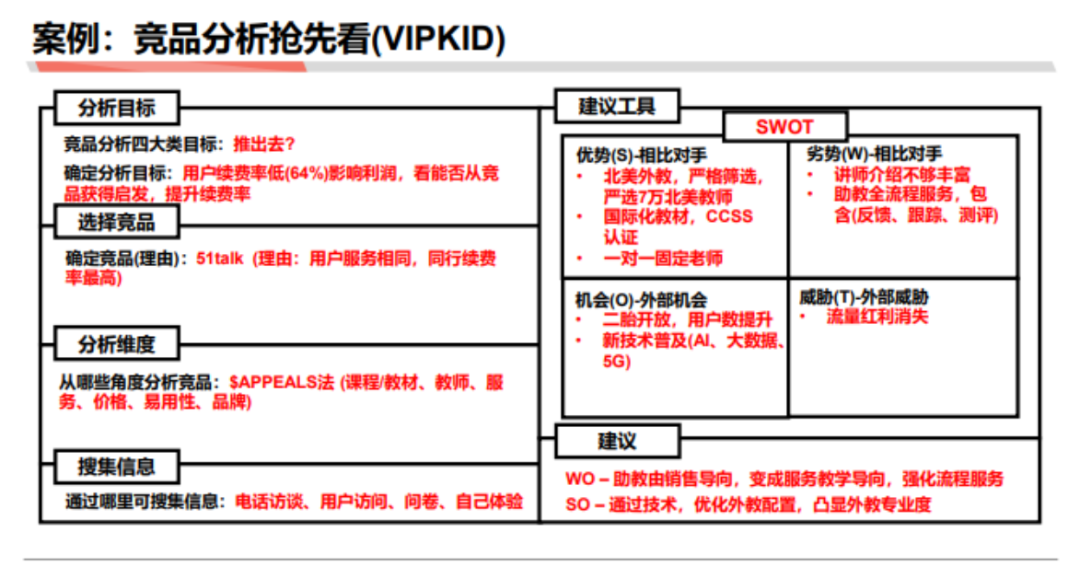 案例：竞品分析抢先看(VIPKID)
分析目标
竞品分析四大类目标：推出去?
确定分析目标：用户续费率低(64%)影响利润，看能否从竞
品获得启发，提升续费率
选择竞品
确定竞品(理由)：51talk (理由：用户服务相同，同行续费
率最高)
分析维度
从哪些角度分析竞品：$APPEALS法 (课程/教材、教师、服
务、价格、易用性、品牌)
搜集信息
通过哪里可搜集信息：电话访谈、用户访问、问卷、自己体验
建议工具
SWOT
优势(S)-相比对手
• 北美外教，严格筛选，
严选7万北美教师
• 国际化教材，CCSS
认证
• 一对一固定老师
劣势(W)-相比对手
• 讲师介绍不够丰富
• 助教全流程服务，包
含(反馈、跟踪、测评)
机会(O)-外部机会
• 二胎开放，用户数提升
• 新技术普及(AI、大数据、
5G)
威胁(T)-外部威胁
• 流量红利消失
建议
WO – 助教由销售导向，变成服务教学导向，强化流程服务
SO – 通过技术，优化外教配置，凸显外教专业度